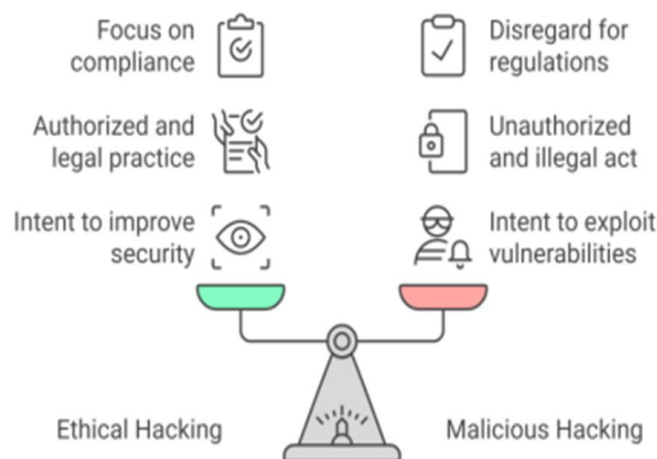 Focus on
compliance
Disregard for
regulations
Authorized and
legal practice
Unauthorized
and illegal act
Intent to improve
security
Intent to exploit
vulnerabilities
Ethical Hacking
Malicious Hacking